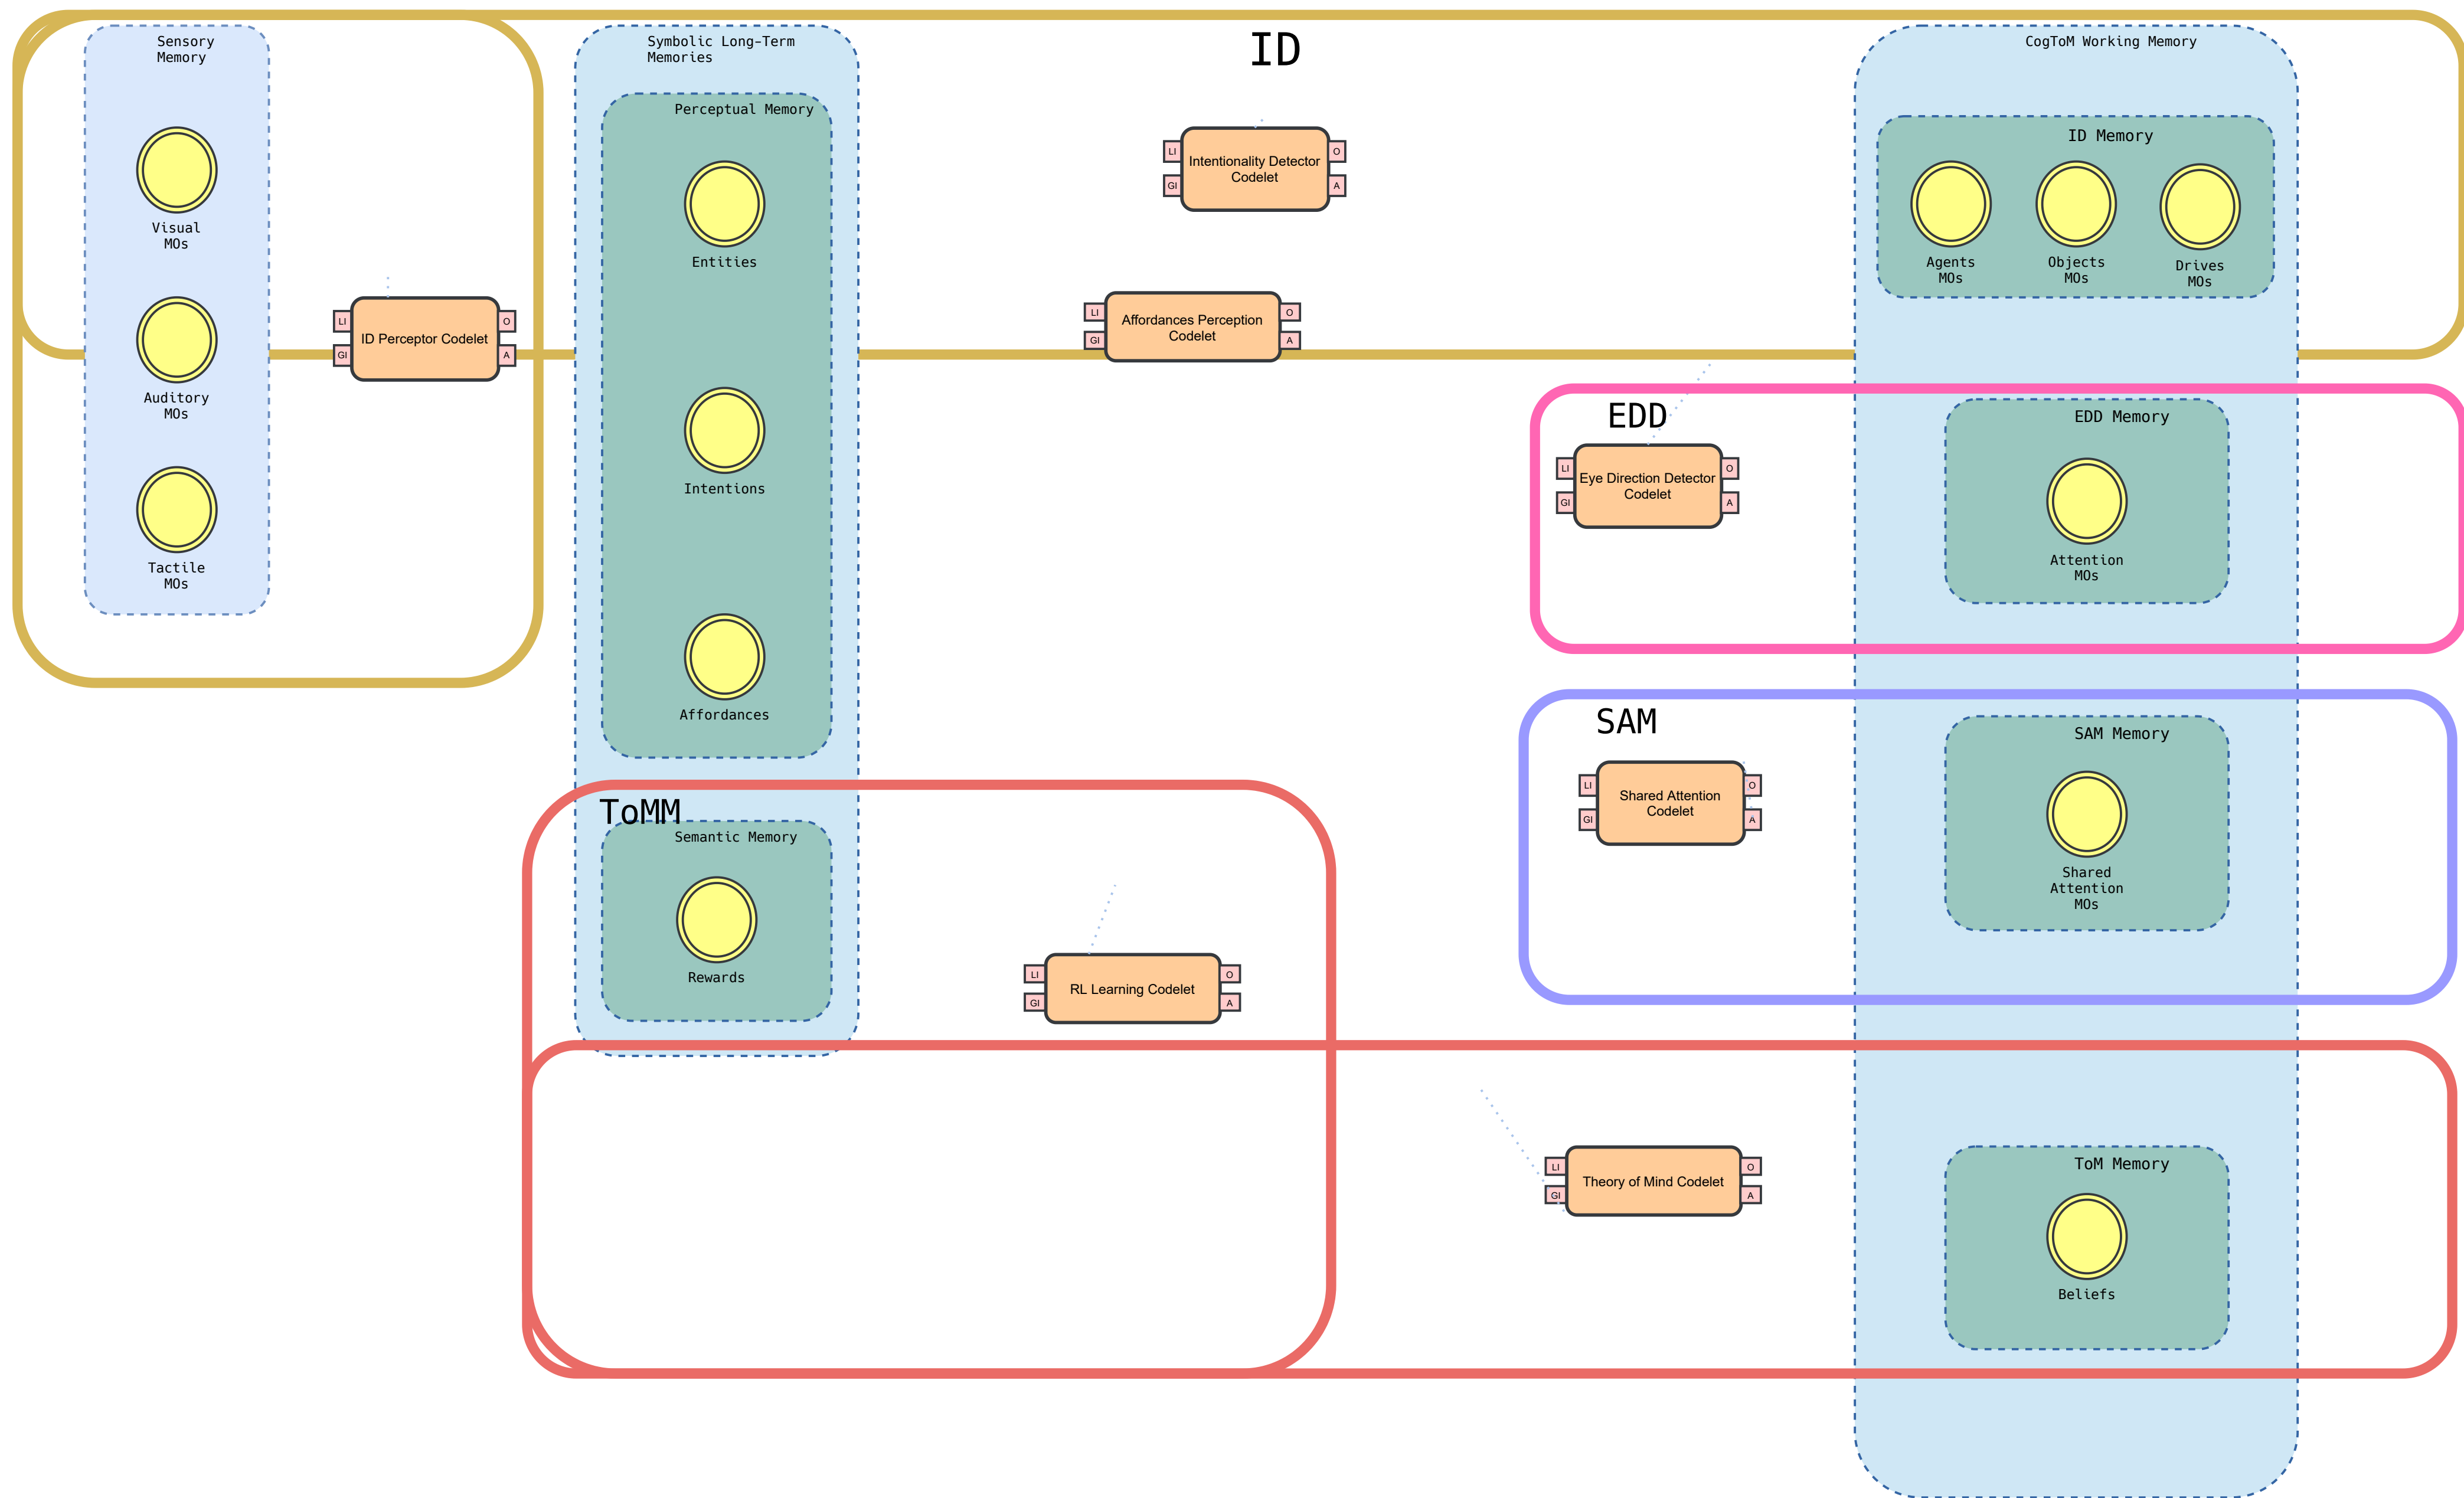 Sensory
Memory
Visual
MOs
Auditory
MOs
Tactile
MOs
LI
GI
ID Perceptor Codelet
O
A
Symbolic Long-Term
Memories
Perceptual Memory
Entities
Intentions
Affordances
ToMM
Semantic Memory
Rewards
ID
LI
GI
Intentionality Detector
Codelet
O
A
LI
GI
Affordances Perception
Codelet
O
A
LI
GI
RL Learning Codelet
O
A
EDD
LI
GI
Eye Direction Detector
Codelet
O
A
SAM
LI
GI
Shared Attention
Codelet
O
A
LI
GI
Theory of Mind Codelet
O
A
CogToM Working Memory
ID Memory
Agents
MOs
Objects
MOs
Drives
MOs
EDD Memory
Attention
MOs
SAM Memory
Shared
Attention
MOs
ToM Memory
Beliefs